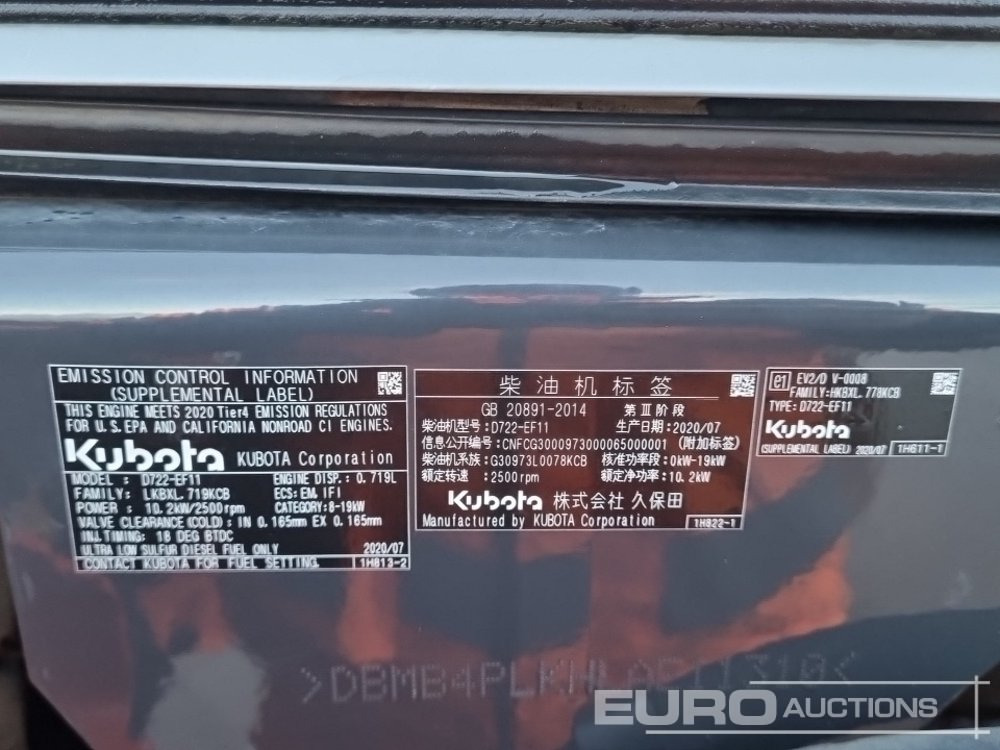 EMISSION CONTROL INFORMATION
(SUPPLEMENTAL LABEL)
THIS ENGINE MEETS 2020 Tier4 EMISSION REGULATIONS
FOR U.S.EPA AND CALIFORNIA NONROAD CI ENGINES.
Kubota KUBOTA Corporation
MODEL : D722-EF11 ENGINE DISP.: 0.719L
FAMILY: LKBXL.719KCB ECS:EM,IFI
POWER : 10.2kW/2500rpm CATEGORY:8-19kW
VALVE CLEARANCE(COLD): IN 0.165mm EX 0.165mm
INJ.TIMING: 18 DEG BTDC
ULTRA LOW SULFUR DIESEL FUEL ONLY 2020/07
CONTACT KUBOTA FOR FUEL SETTING. 1H613-2
柴油机标签
GB 20891-2014 第Ⅲ阶段
柴油机型号:D722-EF11 生产日期:2020/07
信息公开编号:CNFCG3000973000065000001 (附加标签)
柴油机系族:G30973L0078KCB 核准功率段:0kW-19kW
额定转速:2500rpm 额定净功率:10.2kW
Kubota 株式会社 久保田
Manufactured by KUBOTA Corporation 1H822-1
e1 EV2/D V-0008
FAMILY:HKBXL.778KCB
TYPE: D722-EF11
Kubota
(SUPPLEMENTAL LABEL) 2020/07 1H611-1
EURO AUCTIONS